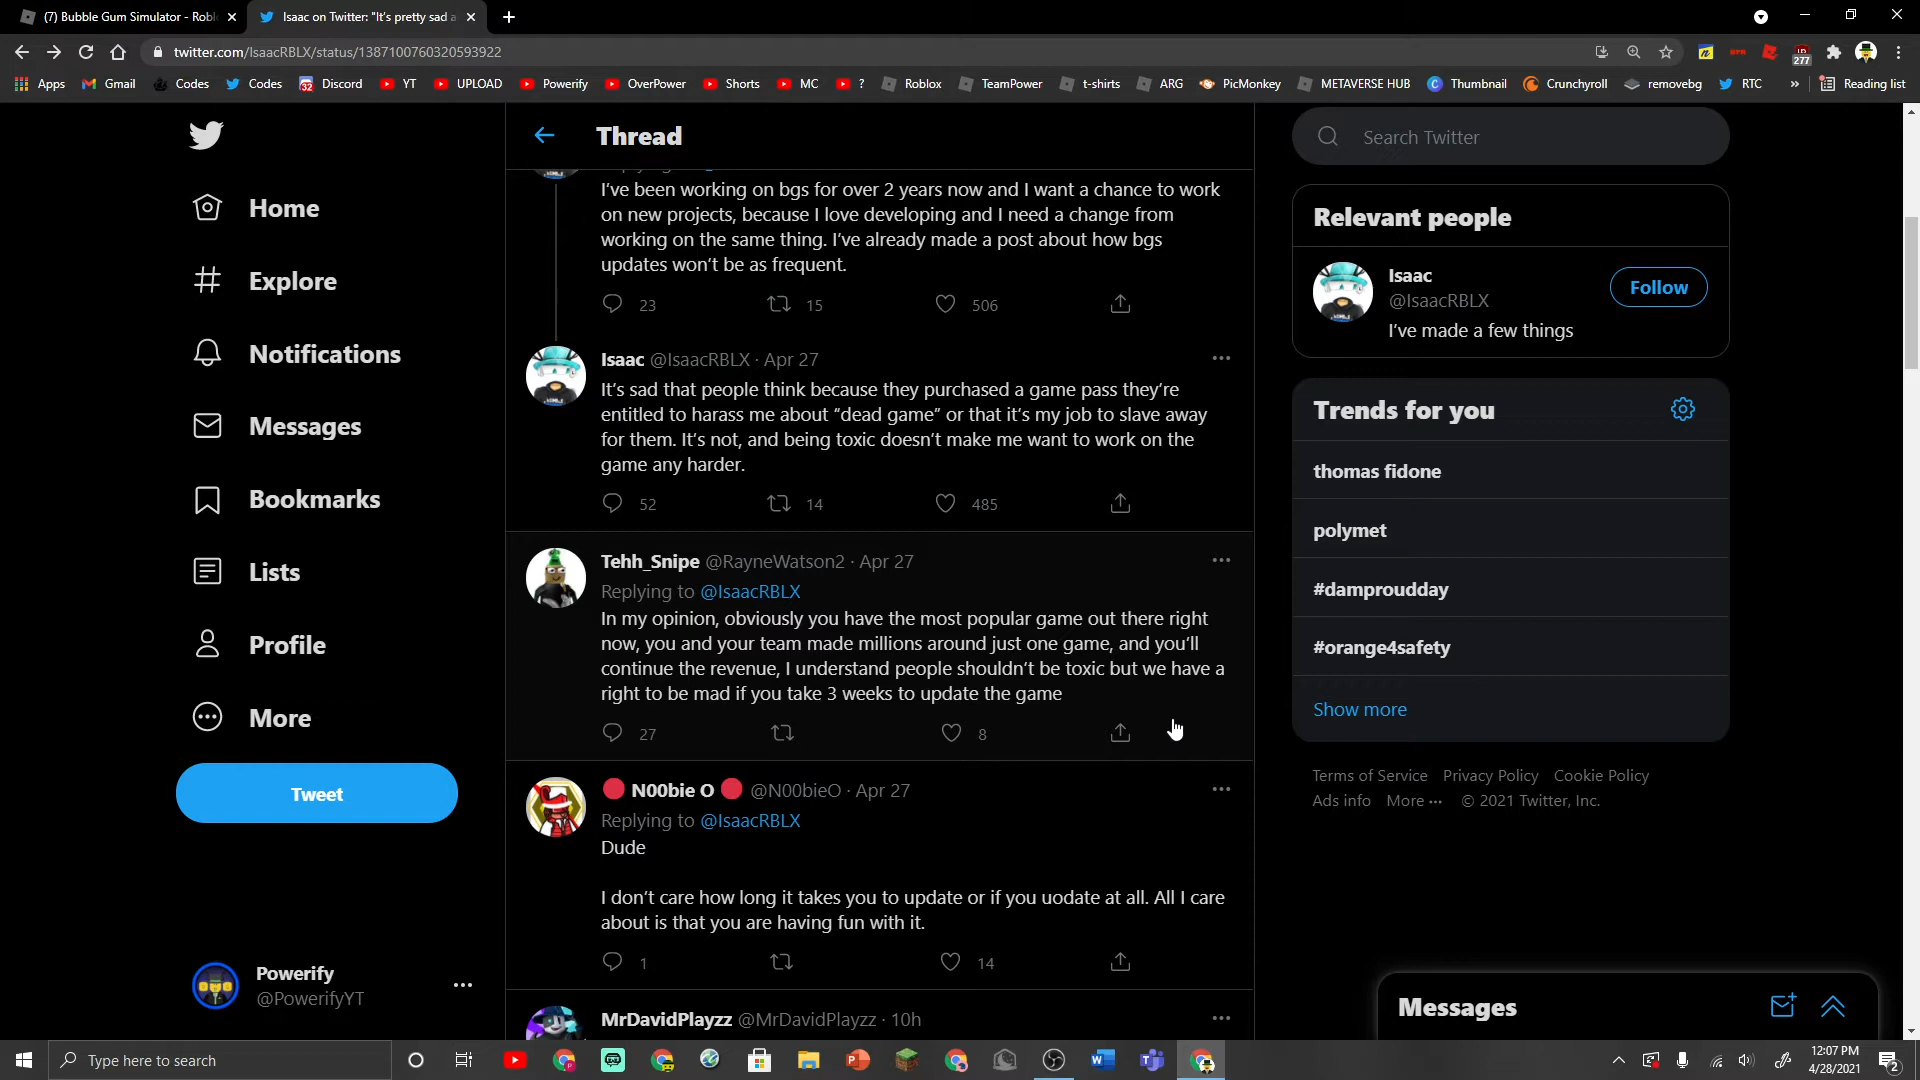 (7) Bubble Gum Simulator - Robl
Isaac on Twitter: "It's pretty sad a
twitter.com/IsaacRBLX/status/1387100760320593922
277
Apps
Gmail
Codes
Codes
32
Discord
YT
UPLOAD
Powerify
OverPower
Shorts
MC
?
Roblox
TeamPower
t-shirts
ARG
PicMonkey
METAVERSE HUB
Thumbnail
Crunchyroll
removebg
RTC
»
Reading list
Home
Explore
Notifications
Messages
Bookmarks
Lists
Profile
More
Tweet
Powerify
@PowerifyYT
Thread
I've been working on bgs for over 2 years now and I want a chance to work
on new projects, because I love developing and I need a change from
working on the same thing. I've already made a post about how bgs
updates won't be as frequent.
23 15 506
Isaac @IsaacRBLX · Apr 27
It's sad that people think because they purchased a game pass they're
entitled to harass me about “dead game” or that it's my job to slave away
for them. It's not, and being toxic doesn't make me want to work on the
game any harder.
52 14 485
Tehh_Snipe @RayneWatson2 · Apr 27
Replying to @IsaacRBLX
In my opinion, obviously you have the most popular game out there right
now, you and your team made millions around just one game, and you'll
continue the revenue, I understand people shouldn't be toxic but we have a
right to be mad if you take 3 weeks to update the game
27 8
N00bie O @N00bieO · Apr 27
Replying to @IsaacRBLX
Dude
I don't care how long it takes you to update or if you uodate at all. All I care
about is that you are having fun with it.
1 14
MrDavidPlayzz @MrDavidPlayzz · 10h
Search Twitter
Relevant people
Isaac
@IsaacRBLX
Follow
I've made a few things
Trends for you
thomas fidone
polymet
#damproudday
#orange4safety
Show more
Terms of Service Privacy Policy Cookie Policy
Ads info More ··· © 2021 Twitter, Inc.
Messages
Type here to search
12:07 PM
4/28/2021
2